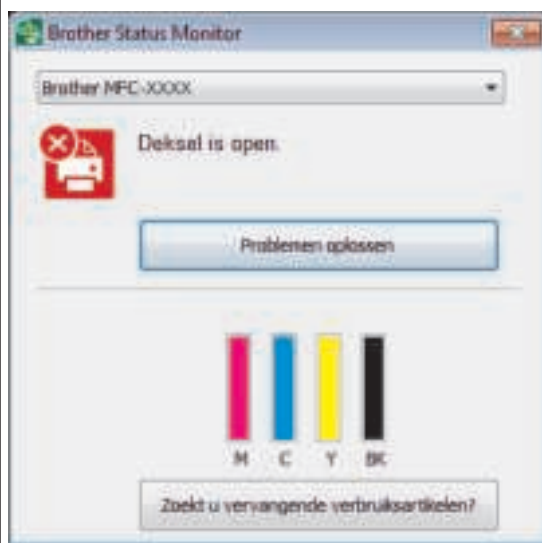 Brother Status Monitor
Brother MFC-XXXX
Deksel is open.
Problemen oplossen
M C Y BK
Zoekt u vervangende verbruiksartikelen?